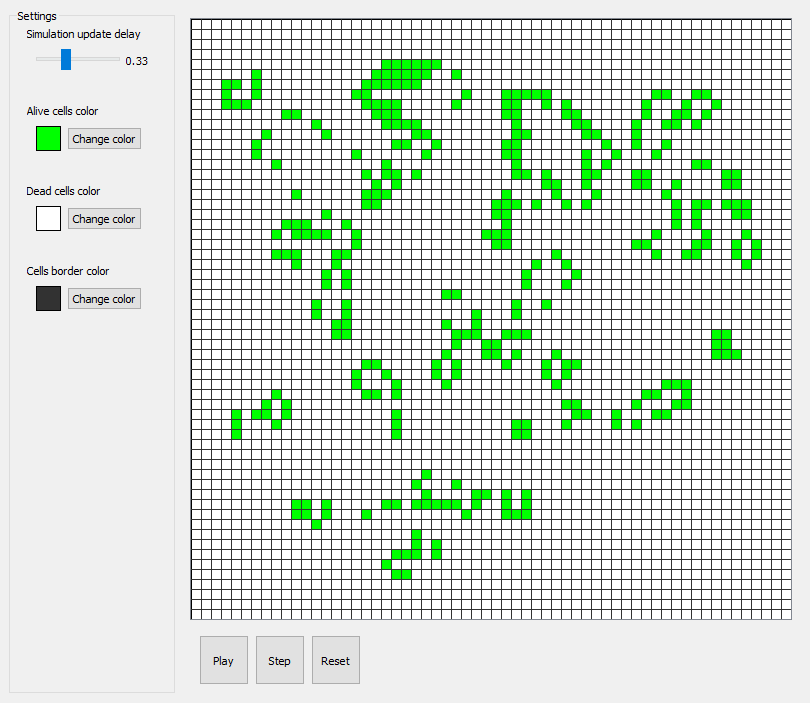 Settings
Simulation update delay
0.33
Alive cells color
Change color
Dead cells color
Change color
Cells border color
Change color
Play
Step
Reset